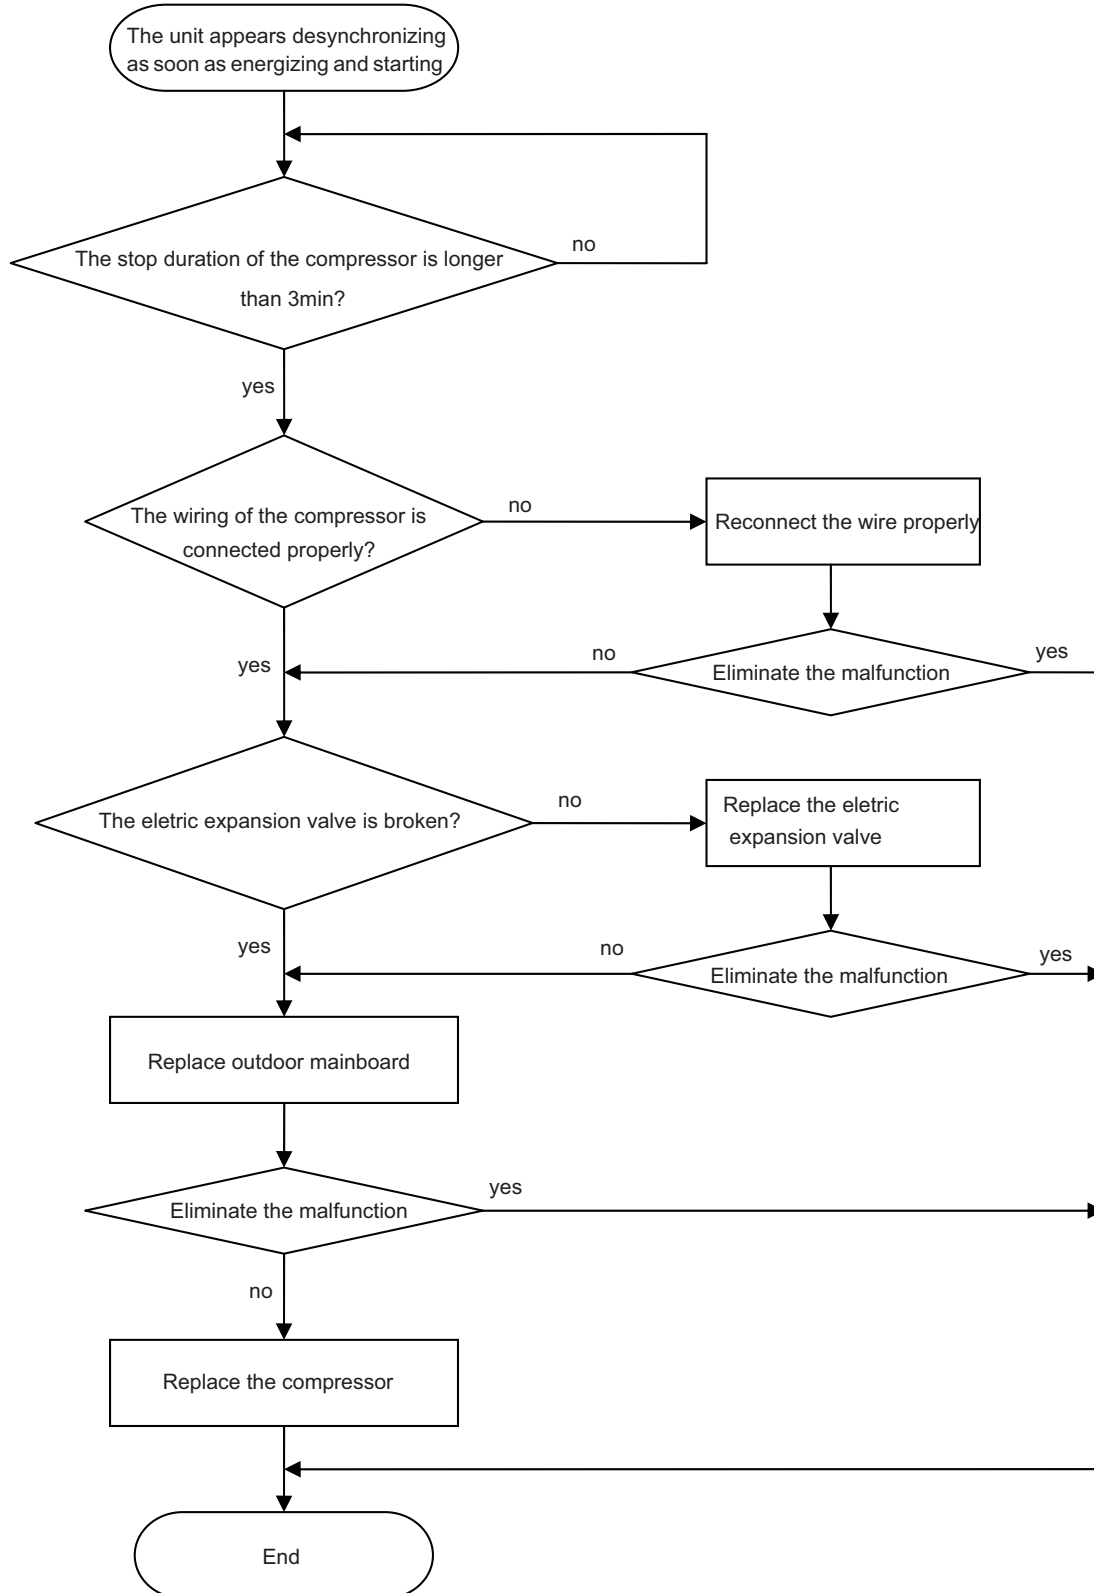 The unit appears desynchronizing
as soon as energizing and starting
no
The stop duration of the compressor is longer
than 3min?
yes
no
The wiring of the compressor is
connected properly?
Reconnect the wire properly
no
yes
yes
Eliminate the malfunction
no
Replace the eletric
expansion valve
The eletric expansion valve is broken?
yes
no
yes
Eliminate the malfunction
Replace outdoor mainboard
yes
Eliminate the malfunction
no
Replace the compressor
End